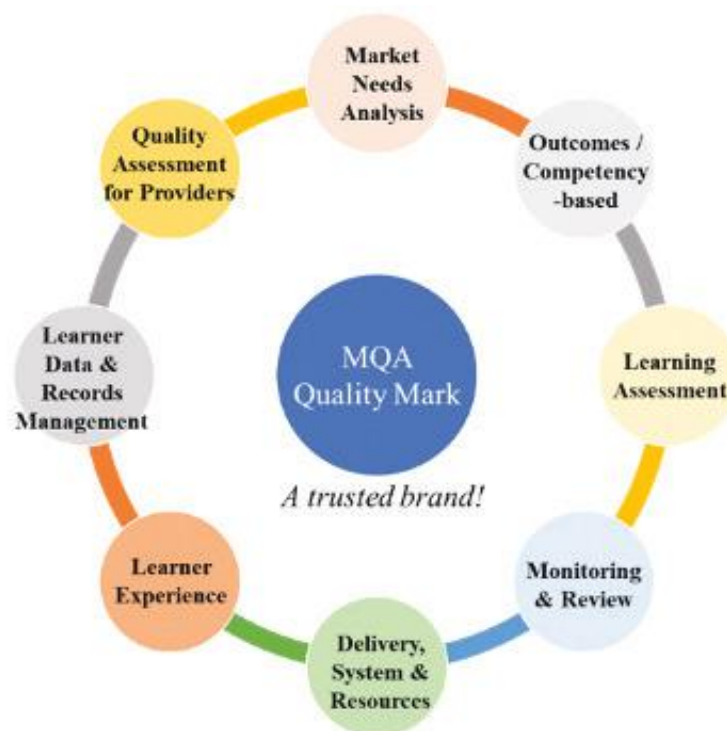 Market
Needs
Analysis
Outcomes /
Competency
-based
Learning
Assessment
Monitoring
& Review
Delivery,
System &
Resources
Learner
Experience
Learner
Data &
Records
Management
Quality
Assessment
for Providers
MQA
Quality Mark
A trusted brand!